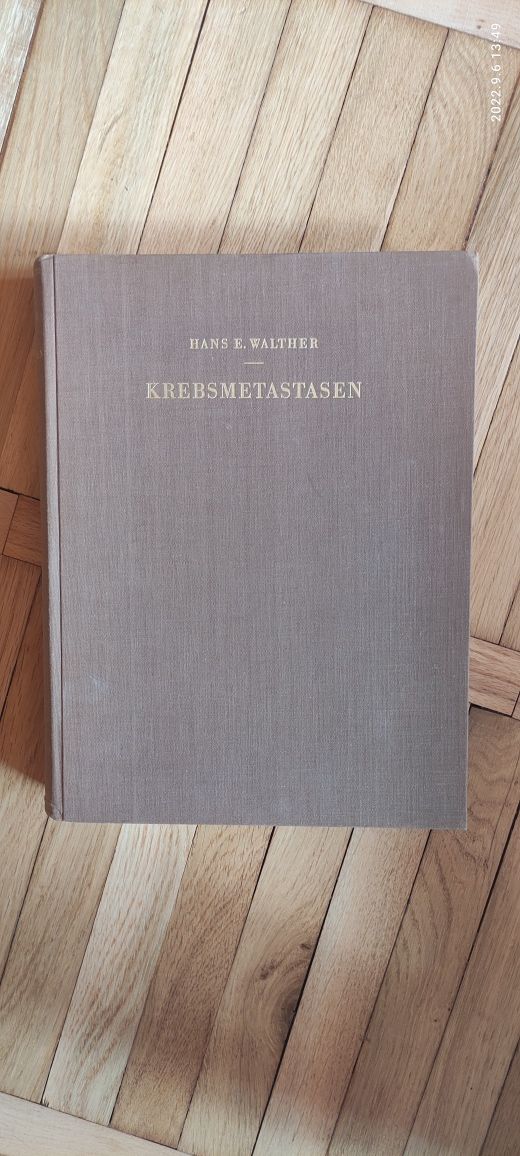 2022.9.6 13:49
HANS E. WALTHER
KREBSMETASTASEN